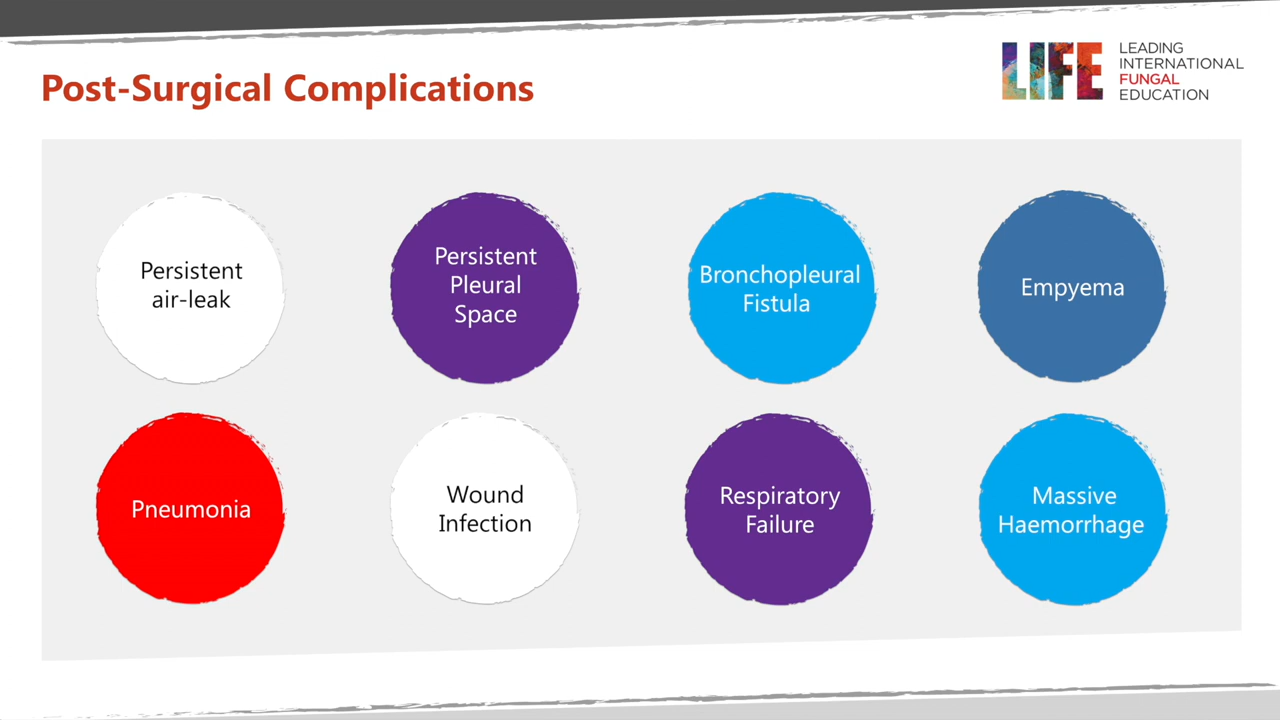 Post-Surgical Complications
LIFE
LEADING
INTERNATIONAL
FUNGAL
EDUCATION
Persistent
air-leak
Persistent
Pleural
Space
Bronchopleural
Fistula
Empyema
Pneumonia
Wound
Infection
Respiratory
Failure
Massive
Haemorrhage